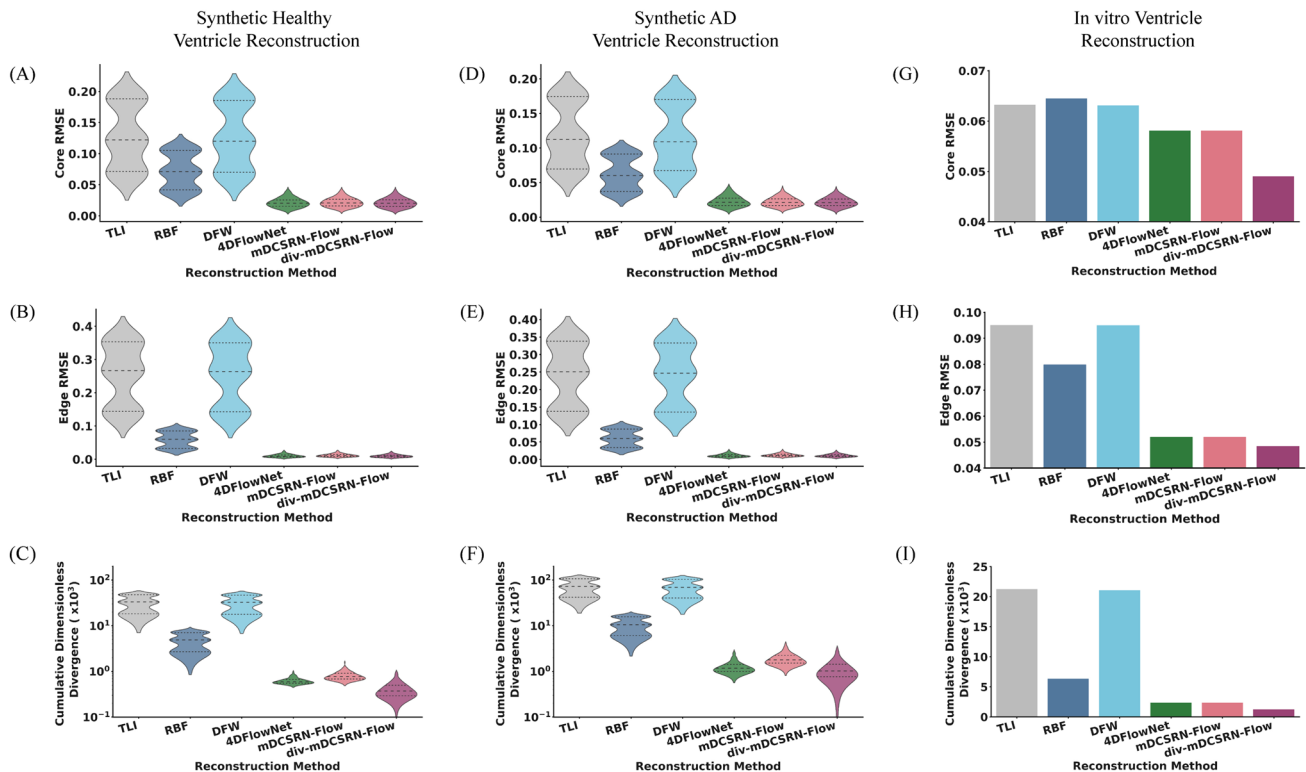 Synthetic Healthy
Ventricle Reconstruction
Synthetic AD
Ventricle Reconstruction
In vitro Ventricle
Reconstruction
(A)
Core RMSE
0.20
0.15
0.10
0.05
0.00
TLI
RBF
DFW
4DFlowNet
mDCSRN-Flow
div-mDCSRN-Flow
Reconstruction Method
(D)
Core RMSE
0.20
0.15
0.10
0.05
0.00
TLI
RBF
DFW
4DFlowNet
mDCSRN-Flow
div-mDCSRN-Flow
Reconstruction Method
(G)
Core RMSE
0.07
0.06
0.05
0.04
TLI
RBF
DFW
4DFlowNet
mDCSRN-Flow
div-mDCSRN-Flow
Reconstruction Method
(B)
Edge RMSE
0.4
0.3
0.2
0.1
0.0
TLI
RBF
DFW
4DFlowNet
mDCSRN-Flow
div-mDCSRN-Flow
Reconstruction Method
(E)
Edge RMSE
0.40
0.35
0.30
0.25
0.20
0.15
0.10
0.05
0.00
TLI
RBF
DFW
4DFlowNet
mDCSRN-Flow
div-mDCSRN-Flow
Reconstruction Method
(H)
Edge RMSE
0.10
0.09
0.08
0.07
0.06
0.05
0.04
TLI
RBF
DFW
4DFlowNet
mDCSRN-Flow
div-mDCSRN-Flow
Reconstruction Method
(C)
Cumulative Dimensionless
Divergence ( x10³)
10²
10¹
10⁰
10⁻¹
TLI
RBF
DFW
4DFlowNet
mDCSRN-Flow
div-mDCSRN-Flow
Reconstruction Method
(F)
Cumulative Dimensionless
Divergence ( x10³)
10²
10¹
10⁰
10⁻¹
TLI
RBF
DFW
4DFlowNet
mDCSRN-Flow
div-mDCSRN-Flow
Reconstruction Method
(I)
Cumulative Dimensionless
Divergence ( x10³)
25
20
15
10
5
0
TLI
RBF
DFW
4DFlowNet
mDCSRN-Flow
div-mDCSRN-Flow
Reconstruction Method